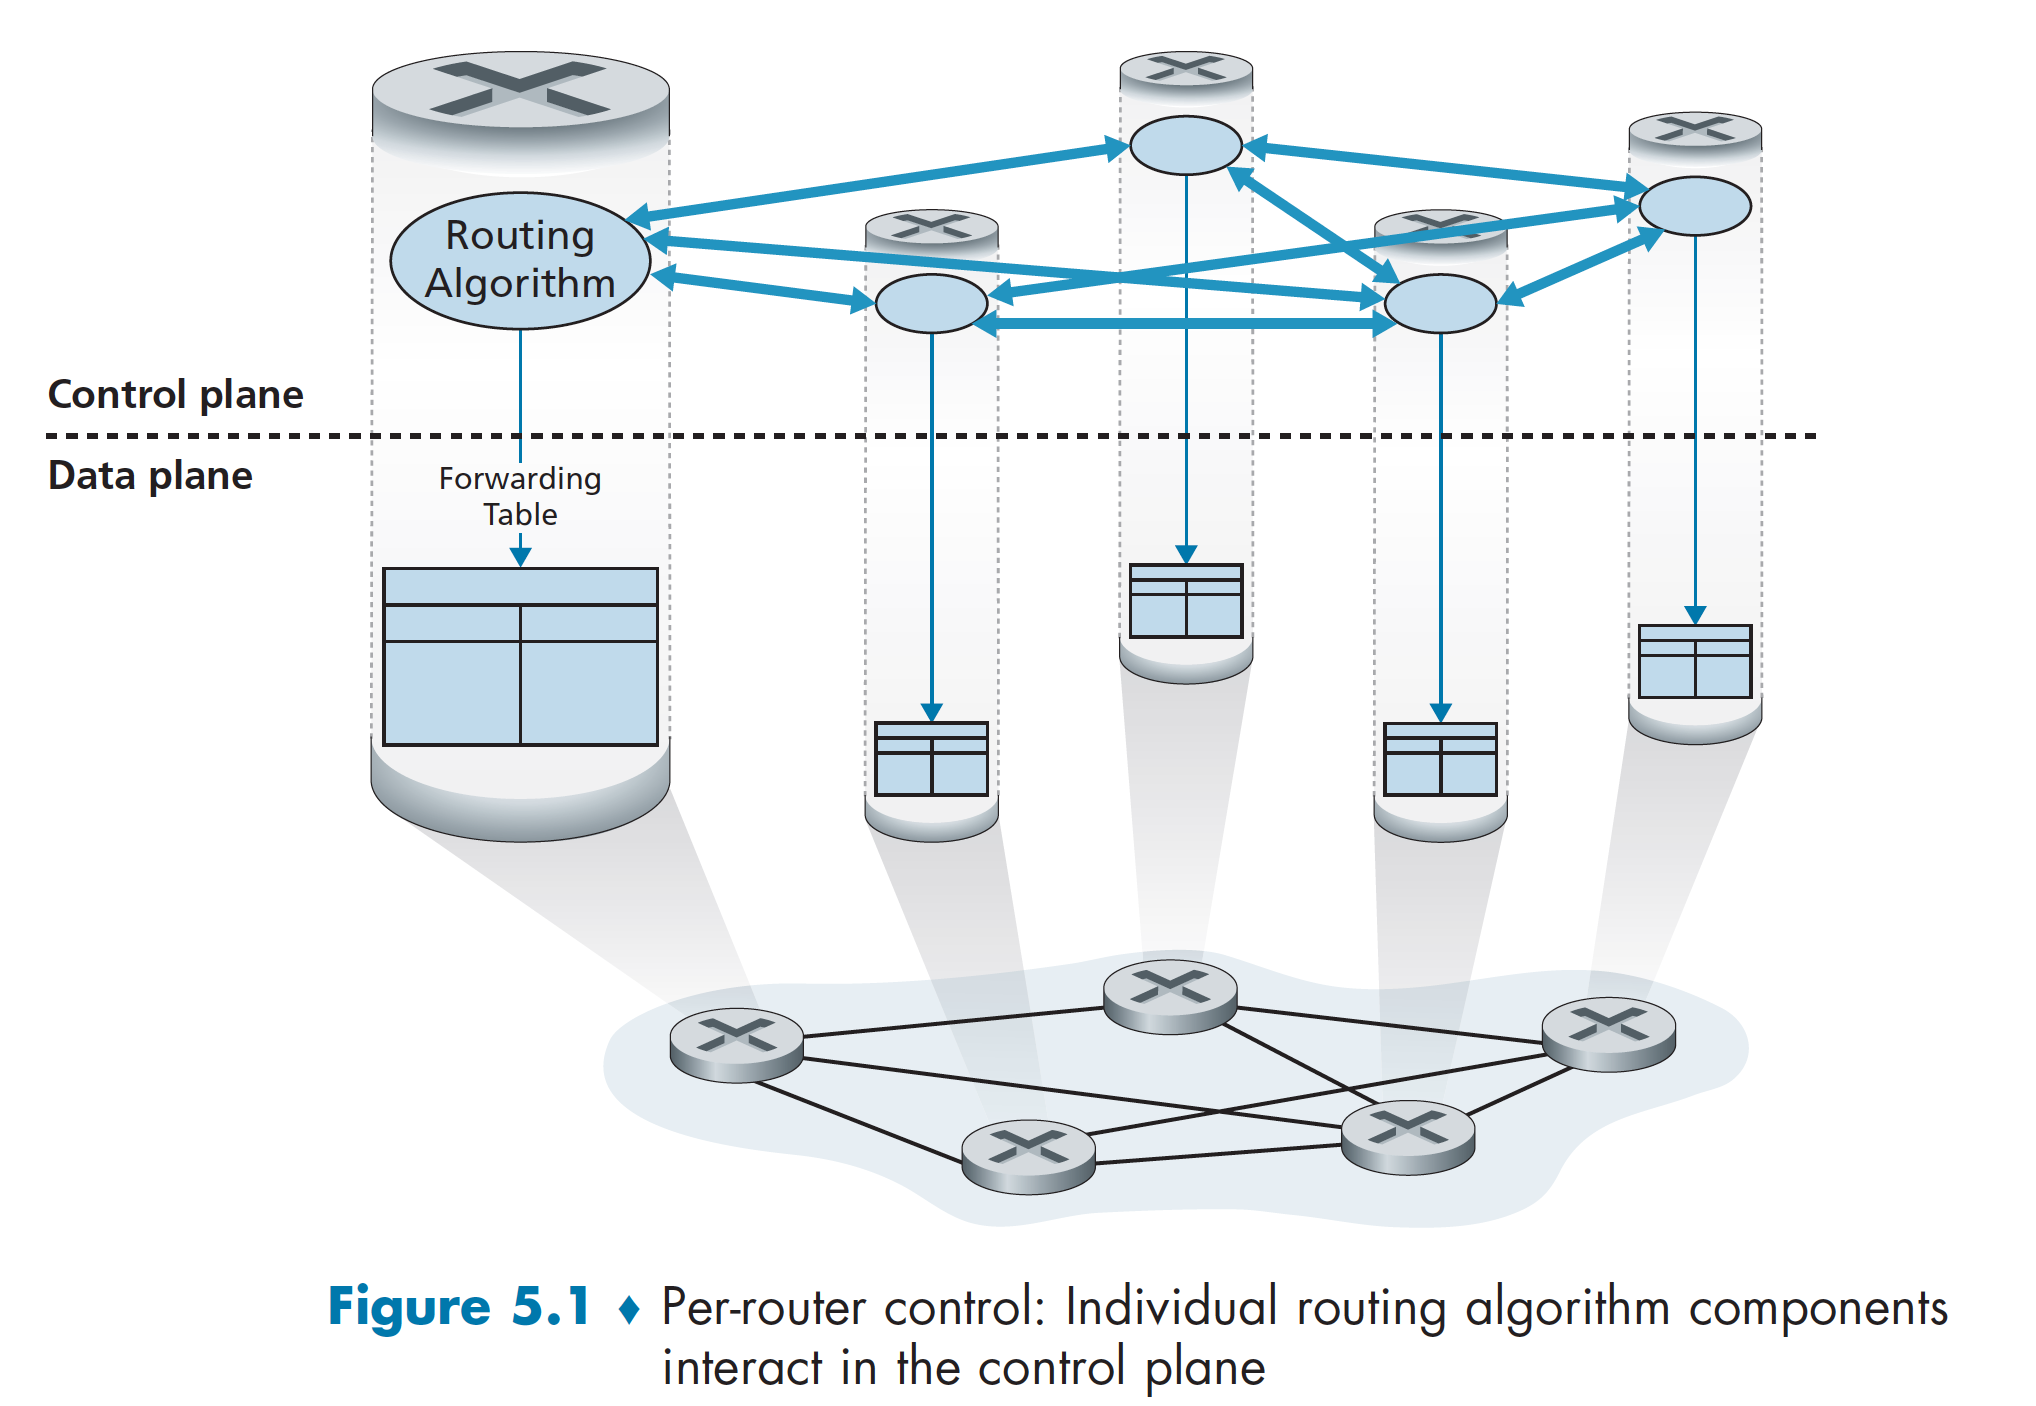 Routing
Algorithm
Control plane
Data plane
Forwarding
Table
Figure 5.1 ♦ Per-router control: Individual routing algorithm components
interact in the control plane